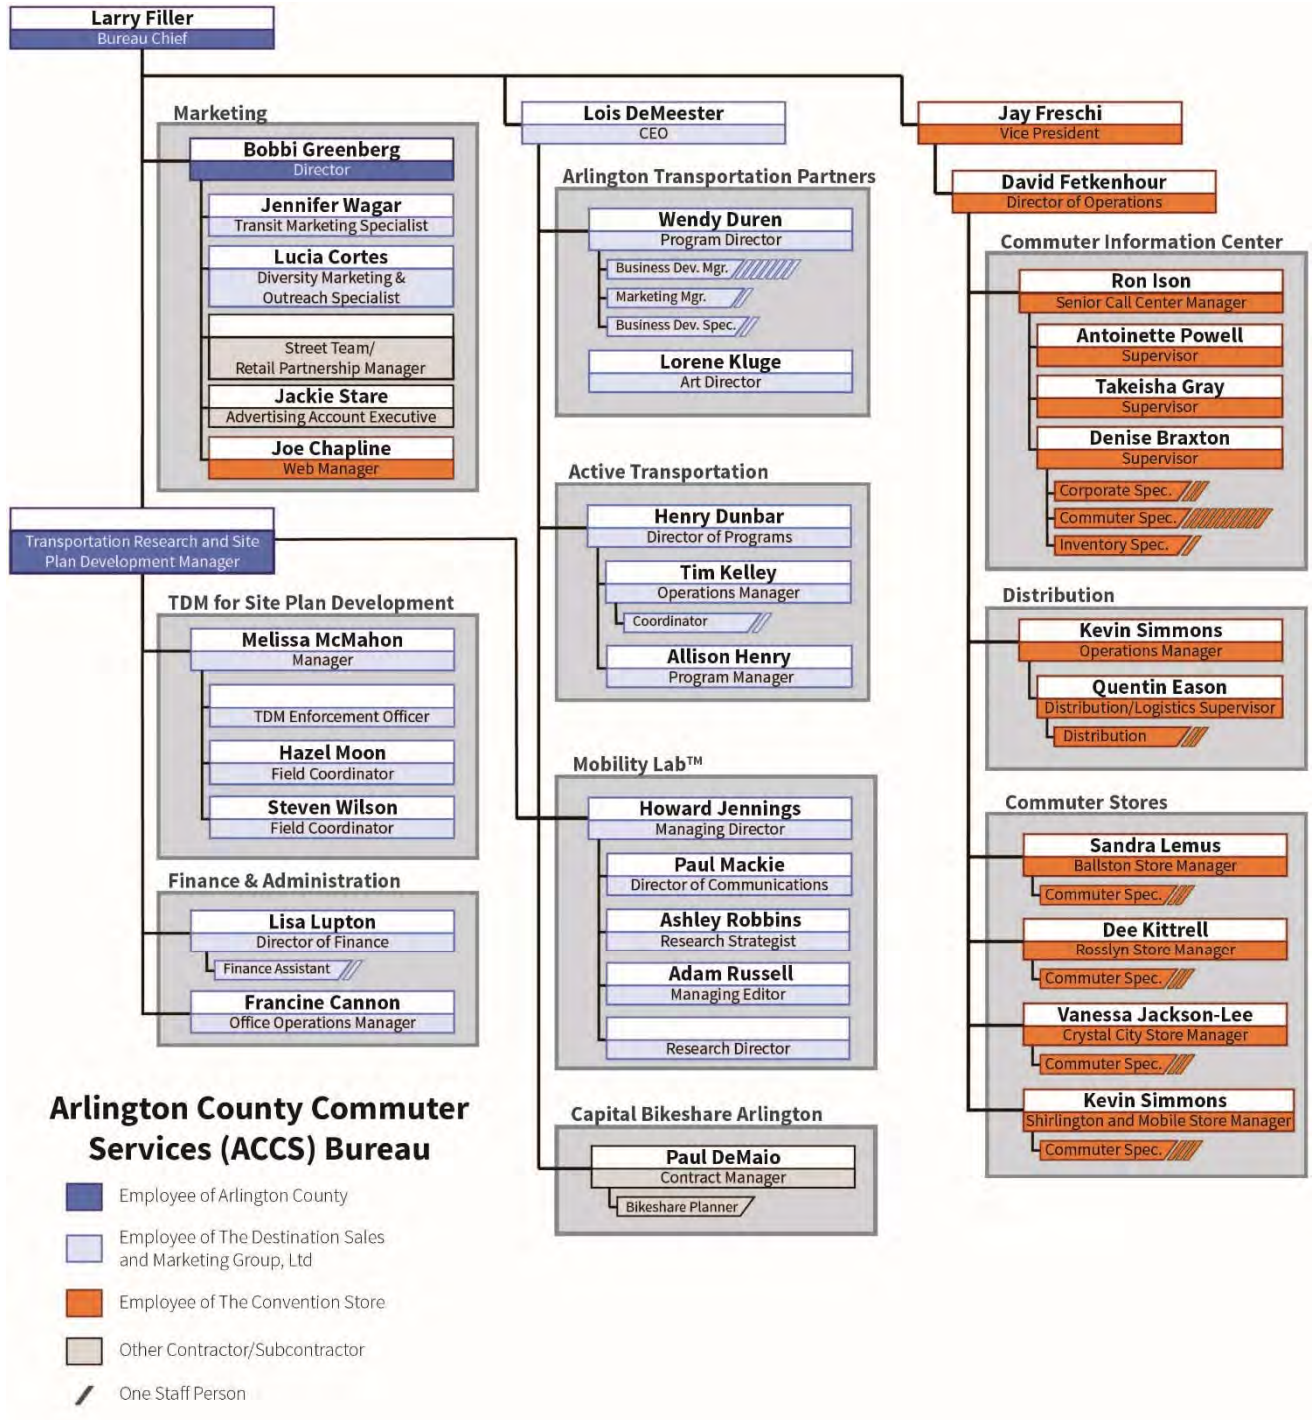 Larry Filler
Bureau Chief
Marketing
Bobbi Greenberg
Director
Jennifer Wagar
Transit Marketing Specialist
Lucia Cortes
Diversity Marketing &
Outreach Specialist
Street Team/
Retail Partnership Manager
Jackie Stare
Advertising Account Executive
Joe Chapline
Web Manager
Transportation Research and Site
Plan Development Manager
TDM for Site Plan Development
Melissa McMahon
Manager
TDM Enforcement Officer
Hazel Moon
Field Coordinator
Steven Wilson
Field Coordinator
Finance & Administration
Lisa Lupton
Director of Finance
Finance Assistant
Francine Cannon
Office Operations Manager
Lois DeMeester
CEO
Arlington Transportation Partners
Wendy Duren
Program Director
Business Dev. Mgr.
Marketing Mgr.
Business Dev. Spec.
Lorene Kluge
Art Director
Active Transportation
Henry Dunbar
Director of Programs
Tim Kelley
Operations Manager
Coordinator
Allison Henry
Program Manager
Mobility Lab™
Howard Jennings
Managing Director
Paul Mackie
Director of Communications
Ashley Robbins
Research Strategist
Adam Russell
Managing Editor
Research Director
Capital Bikeshare Arlington
Paul DeMaio
Contract Manager
Bikeshare Planner
Jay Freschi
Vice President
David Fetkenhour
Director of Operations
Commuter Information Center
Ron Ison
Senior Call Center Manager
Antoinette Powell
Supervisor
Takeisha Gray
Supervisor
Denise Braxton
Supervisor
Corporate Spec.
Commuter Spec.
Inventory Spec.
Distribution
Kevin Simmons
Operations Manager
Quentin Eason
Distribution/Logistics Supervisor
Distribution
Commuter Stores
Sandra Lemus
Ballston Store Manager
Commuter Spec.
Dee Kittrell
Rosslyn Store Manager
Commuter Spec.
Vanessa Jackson-Lee
Crystal City Store Manager
Commuter Spec.
Kevin Simmons
Shirlington and Mobile Store Manager
Commuter Spec.
Arlington County Commuter
Services (ACCS) Bureau
Employee of Arlington County
Employee of The Destination Sales
and Marketing Group, Ltd
Employee of The Convention Store
Other Contractor/Subcontractor
One Staff Person